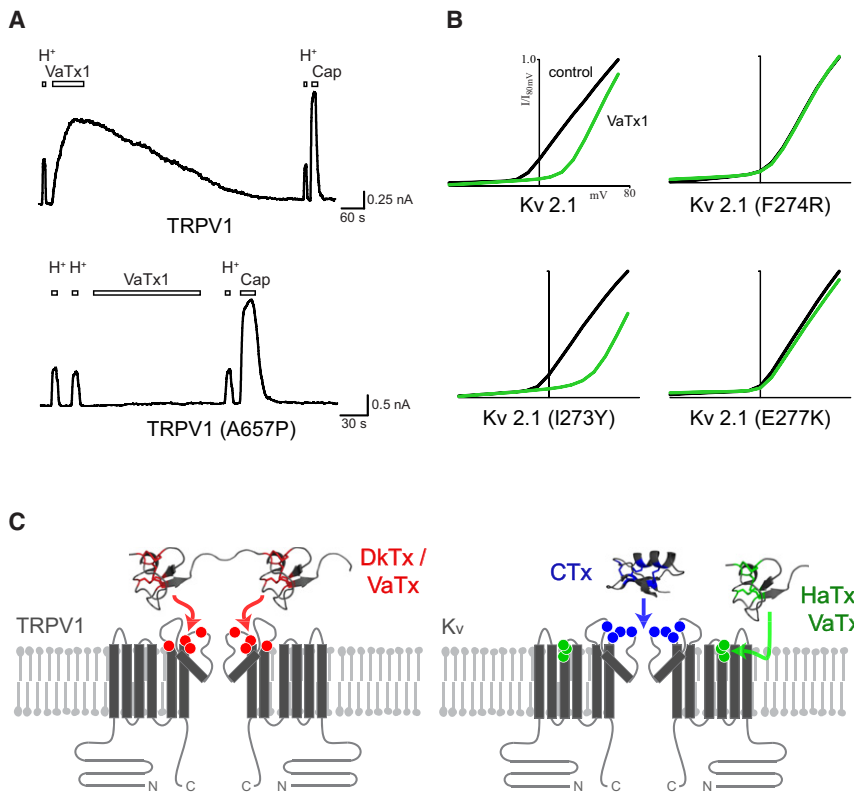 A
H+
VaTx1
H+
Cap
0.25 nA
60 s
TRPV1
H+ H+
VaTx1
H+
Cap
0.5 nA
30 s
TRPV1 (A657P)
B
1.0
control
I/I80mV
VaTx1
mV
80
Kv 2.1
Kv 2.1 (F274R)
Kv 2.1 (I273Y)
Kv 2.1 (E277K)
C
DkTx /
VaTx
TRPV1
N
C
C
N
CTx
HaTx
VaTx
Kv
N
C
C
N